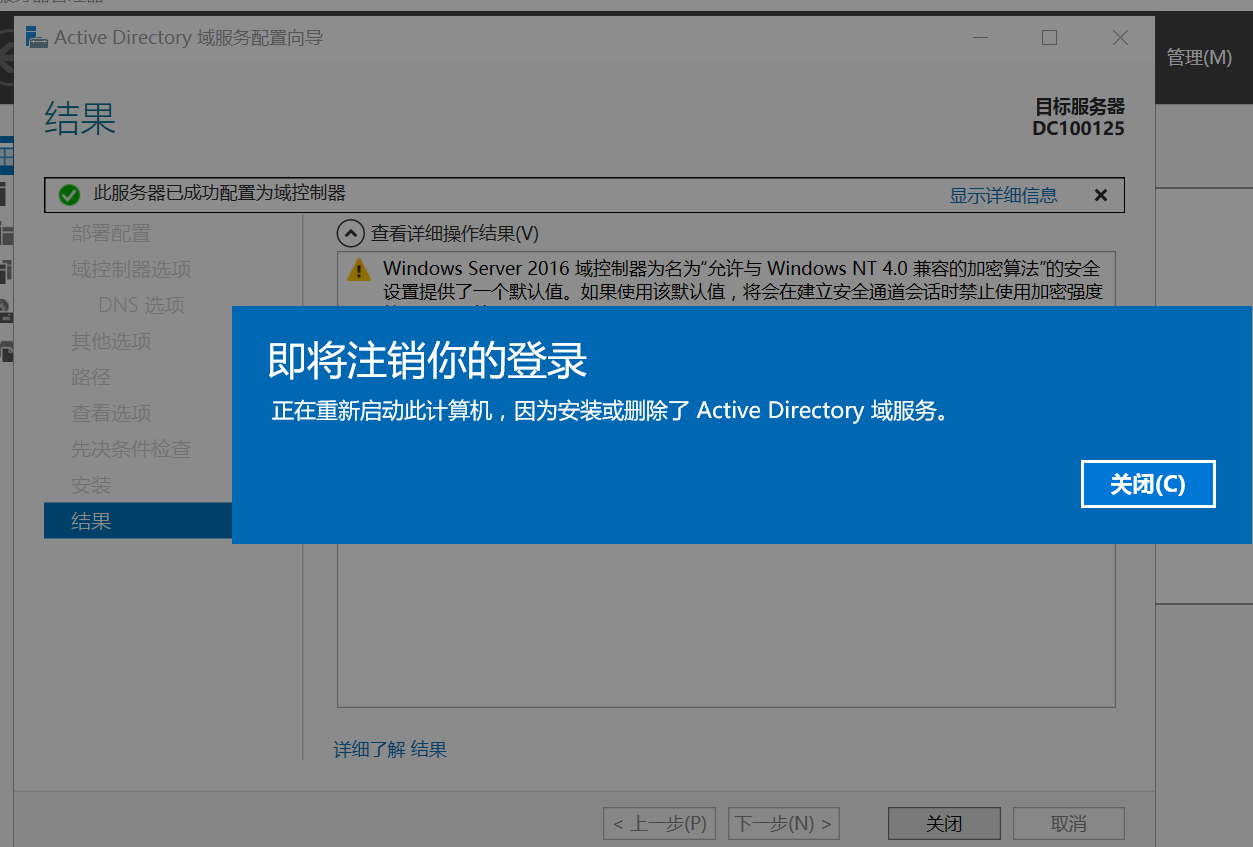 Active Directory 域服务配置向导
管理(M)
结果
目标服务器
DC100125
此服务器已成功配置为域控制器
显示详细信息
部署配置
域控制器选项
DNS 选项
其他选项
路径
查看选项
先决条件检查
安装
结果
查看详细操作结果(V)
Windows Server 2016 域控制器为名为“允许与 Windows NT 4.0 兼容的加密算法”的安全
设置提供了一个默认值。如果使用该默认值，将会在建立安全通道会话时禁止使用加密强度
即将注销你的登录
正在重新启动此计算机，因为安装或删除了 Active Directory 域服务。
关闭(C)
详细了解 结果
< 上一步(P)
下一步(N) >
关闭
取消